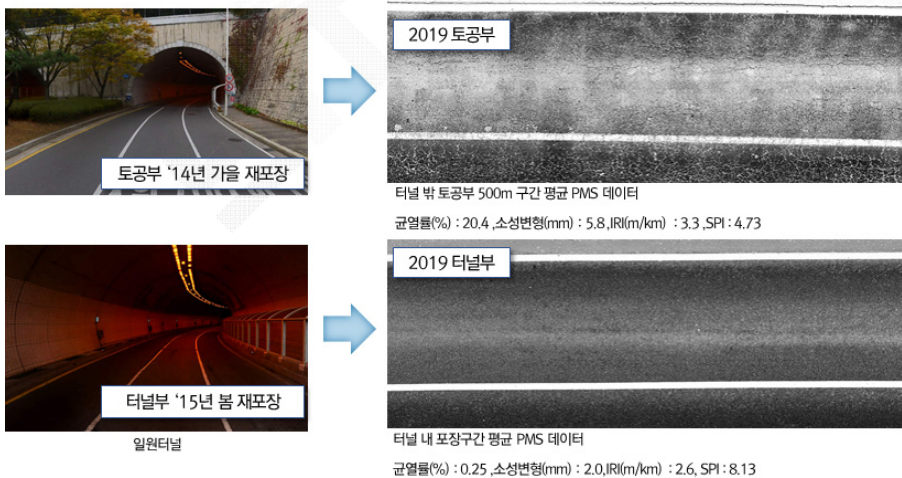 토공부 ‘14년 가을 재포장
2019 토공부
터널 밖 토공부 500m 구간 평균 PMS 데이터
균열률(%) : 20.4 ,소성변형(mm) : 5.8,IRI(m/km) : 3.3 ,SPI : 4.73
터널부 ‘15년 봄 재포장
일원터널
2019 터널부
터널 내 포장구간 평균 PMS 데이터
균열률(%) : 0.25 ,소성변형(mm) : 2.0,IRI(m/km) : 2.6, SPI : 8.13